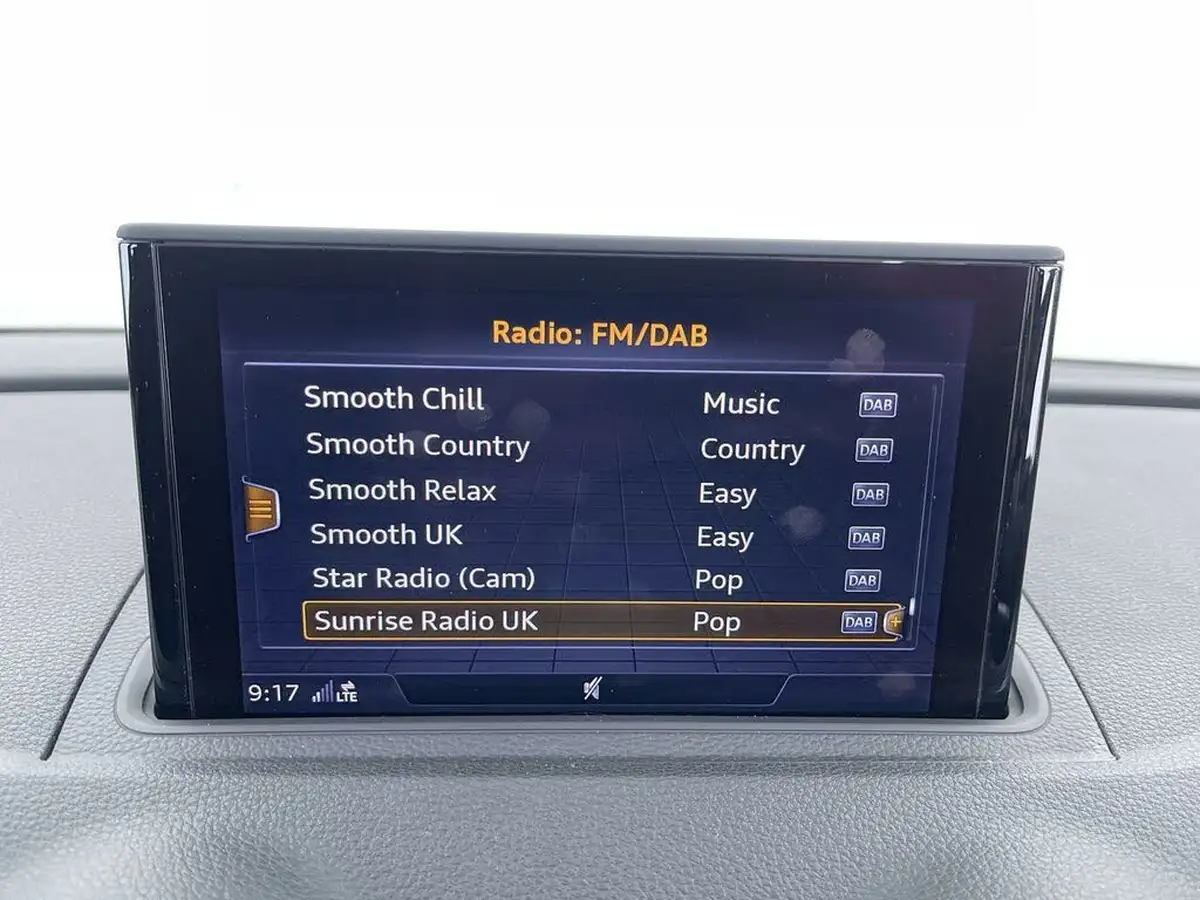 Radio: FM/DAB
Smooth Chill Music DAB
Smooth Country Country DAB
Smooth Relax Easy DAB
Smooth UK Easy DAB
Star Radio (Cam) Pop DAB
Sunrise Radio UK Pop DAB +
9:17 LTE